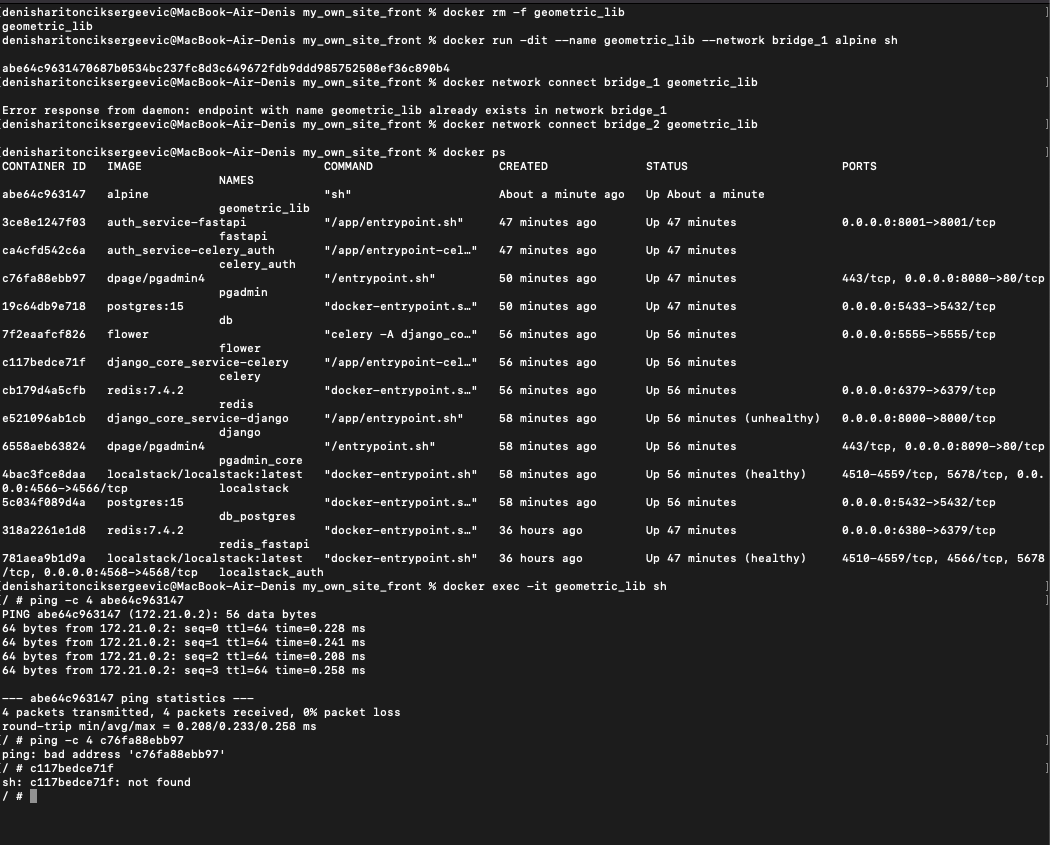 [denisharitonciksergeevic@MacBook-Air-Denis my_own_site_front % docker rm -f geometric_lib ]
geometric_lib
denisharitonciksergeevic@MacBook-Air-Denis my_own_site_front % docker run -dit --name geometric_lib --network bridge_1 alpine sh
abe64c9631470687b0534bc237fc8d3c649672fdb9ddd985752508ef36c890b4
[denisharitonciksergeevic@MacBook-Air-Denis my_own_site_front % docker network connect bridge_1 geometric_lib ]
Error response from daemon: endpoint with name geometric_lib already exists in network bridge_1
[denisharitonciksergeevic@MacBook-Air-Denis my_own_site_front % docker network connect bridge_2 geometric_lib ]
[denisharitonciksergeevic@MacBook-Air-Denis my_own_site_front % docker ps ]
CONTAINER ID IMAGE COMMAND CREATED STATUS PORTS
NAMES
abe64c963147 alpine "sh" About a minute ago Up About a minute
geometric_lib
3ce8e1247f03 auth_service-fastapi "/app/entrypoint.sh" 47 minutes ago Up 47 minutes 0.0.0.0:8001->8001/tcp
fastapi
ca4cfd542c6a auth_service-celery_auth "/app/entrypoint-cel…" 47 minutes ago Up 47 minutes
celery_auth
c76fa88ebb97 dpage/pgadmin4 "/entrypoint.sh" 50 minutes ago Up 47 minutes 443/tcp, 0.0.0.0:8080->80/tcp
pgadmin
19c64db9e718 postgres:15 "docker-entrypoint.s…" 50 minutes ago Up 47 minutes 0.0.0.0:5433->5432/tcp
db
7f2eaafcf826 flower "celery -A django_co…" 56 minutes ago Up 56 minutes 0.0.0.0:5555->5555/tcp
flower
c117bedce71f django_core_service-celery "/app/entrypoint-cel…" 56 minutes ago Up 56 minutes
celery
cb179d4a5cfb redis:7.4.2 "docker-entrypoint.s…" 56 minutes ago Up 56 minutes 0.0.0.0:6379->6379/tcp
redis
e521096ab1cb django_core_service-django "/app/entrypoint.sh" 58 minutes ago Up 56 minutes (unhealthy) 0.0.0.0:8000->8000/tcp
django
6558aeb63824 dpage/pgadmin4 "/entrypoint.sh" 58 minutes ago Up 56 minutes 443/tcp, 0.0.0.0:8090->80/tcp
pgadmin_core
4bac3fce8daa localstack/localstack:latest "docker-entrypoint.sh" 58 minutes ago Up 56 minutes (healthy) 4510-4559/tcp, 5678/tcp, 0.0.
0.0:4566->4566/tcp localstack
5c034f089d4a postgres:15 "docker-entrypoint.s…" 58 minutes ago Up 56 minutes 0.0.0.0:5432->5432/tcp
db_postgres
318a2261e1d8 redis:7.4.2 "docker-entrypoint.s…" 36 hours ago Up 47 minutes 0.0.0.0:6380->6379/tcp
redis_fastapi
781aea9b1d9a localstack/localstack:latest "docker-entrypoint.sh" 36 hours ago Up 47 minutes (healthy) 4510-4559/tcp, 4566/tcp, 5678
/tcp, 0.0.0.0:4568->4568/tcp localstack_auth
[denisharitonciksergeevic@MacBook-Air-Denis my_own_site_front % docker exec -it geometric_lib sh ]
[/ # ping -c 4 abe64c963147 ]
PING abe64c963147 (172.21.0.2): 56 data bytes
64 bytes from 172.21.0.2: seq=0 ttl=64 time=0.228 ms
64 bytes from 172.21.0.2: seq=1 ttl=64 time=0.241 ms
64 bytes from 172.21.0.2: seq=2 ttl=64 time=0.208 ms
64 bytes from 172.21.0.2: seq=3 ttl=64 time=0.258 ms
--- abe64c963147 ping statistics ---
4 packets transmitted, 4 packets received, 0% packet loss
round-trip min/avg/max = 0.208/0.233/0.258 ms
[/ # ping -c 4 c76fa88ebb97 ]
ping: bad address 'c76fa88ebb97'
[/ # c117bedce71f ]
sh: c117bedce71f: not found
/ #